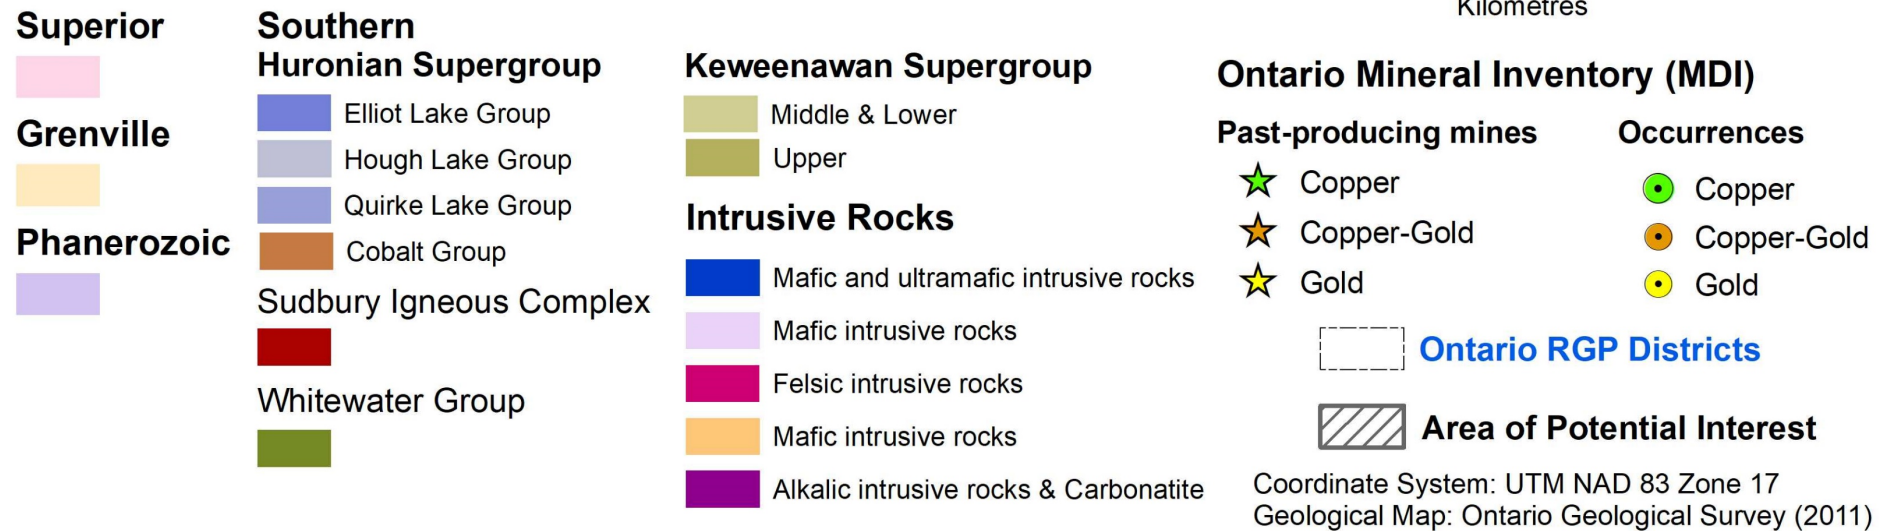 Superior
Grenville
Phanerozoic
Southern
Huronian Supergroup
Elliot Lake Group
Hough Lake Group
Quirke Lake Group
Cobalt Group
Sudbury Igneous Complex
Whitewater Group
Keweenawan Supergroup
Middle & Lower
Upper
Intrusive Rocks
Mafic and ultramafic intrusive rocks
Mafic intrusive rocks
Felsic intrusive rocks
Mafic intrusive rocks
Alkalic intrusive rocks & Carbonatite
Kilometres
Ontario Mineral Inventory (MDI)
Past-producing mines
Copper
Copper-Gold
Gold
Occurrences
Copper
Copper-Gold
Gold
Ontario RGP Districts
Area of Potential Interest
Coordinate System: UTM NAD 83 Zone 17
Geological Map: Ontario Geological Survey (2011)